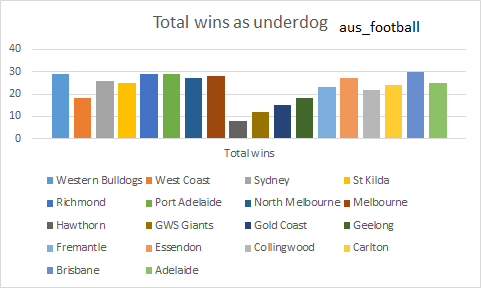 Total wins as underdog aus_football
40
30
20
10
0
Total wins
Western Bulldogs West Coast Sydney St Kilda
Richmond Port Adelaide North Melbourne Melbourne
Hawthorn GWS Giants Gold Coast Geelong
Fremantle Essendon Collingwood Carlton
Brisbane Adelaide